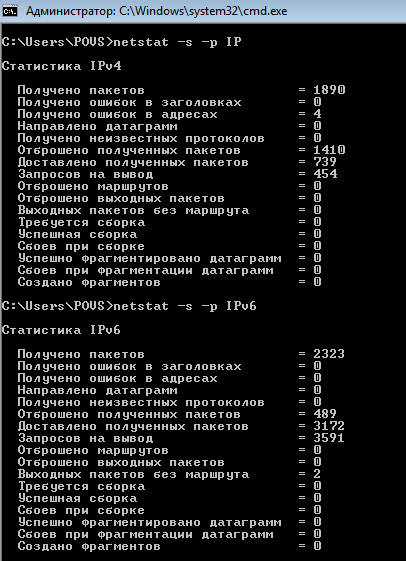 Администратор: C:\Windows\system32\cmd.exe
C:\Users\POVS>netstat -s -p IP
Статистика IPv4
Получено пакетов = 1890
Получено ошибок в заголовках = 0
Получено ошибок в адресах = 4
Направлено датаграмм = 0
Получено неизвестных протоколов = 0
Отброшено полученных пакетов = 1410
Доставлено полученных пакетов = 739
Запросов на вывод = 454
Отброшено маршрутов = 0
Отброшено выходных пакетов = 0
Выходных пакетов без маршрута = 0
Требуется сборка = 0
Успешная сборка = 0
Сбоев при сборке = 0
Успешно фрагментировано датаграмм = 0
Сбоев при фрагментации датаграмм = 0
Создано фрагментов = 0
C:\Users\POVS>netstat -s -p IPv6
Статистика IPv6
Получено пакетов = 2323
Получено ошибок в заголовках = 0
Получено ошибок в адресах = 0
Направлено датаграмм = 0
Получено неизвестных протоколов = 0
Отброшено полученных пакетов = 489
Доставлено полученных пакетов = 3172
Запросов на вывод = 3591
Отброшено маршрутов = 0
Отброшено выходных пакетов = 0
Выходных пакетов без маршрута = 2
Требуется сборка = 0
Успешная сборка = 0
Сбоев при сборке = 0
Успешно фрагментировано датаграмм = 0
Сбоев при фрагментации датаграмм = 0
Создано фрагментов = 0